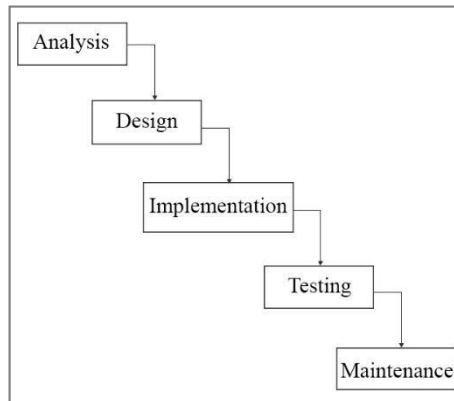 Analysis
Design
Implementation
Testing
Maintenance